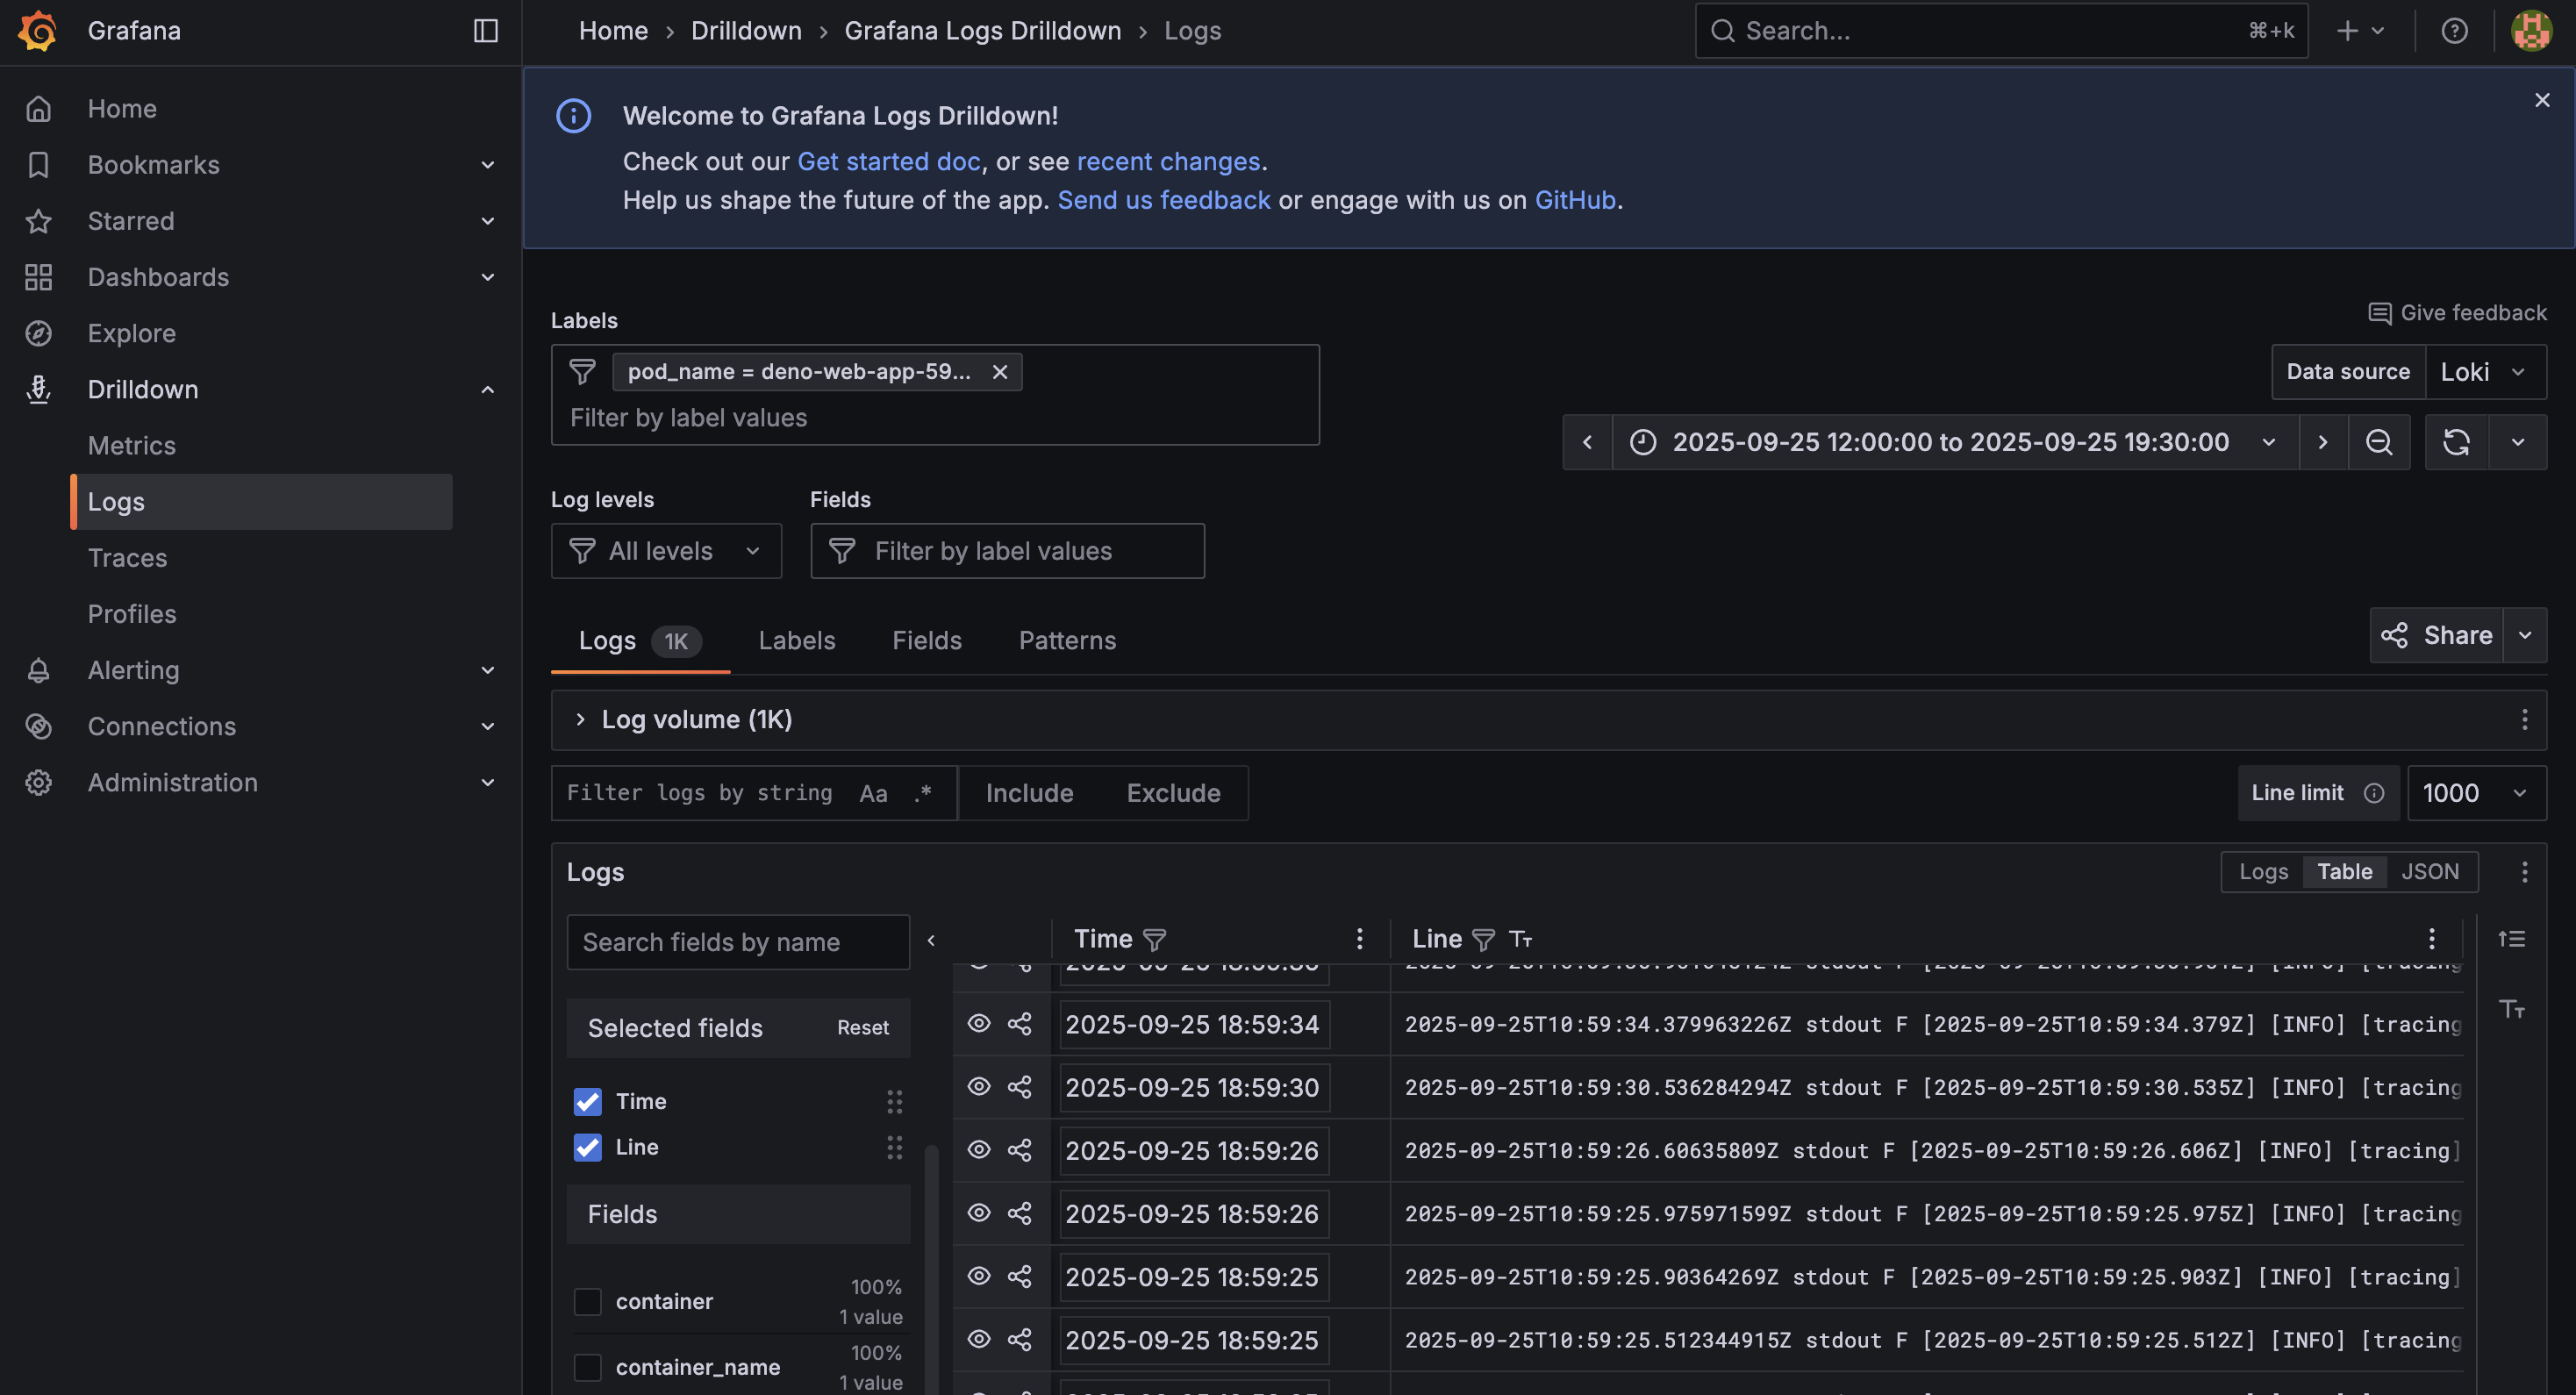 Grafana
Home › Drilldown › Grafana Logs Drilldown › Logs
Search... ⌘+k
Home
Bookmarks
Starred
Dashboards
Explore
Drilldown
Metrics
Logs
Traces
Profiles
Alerting
Connections
Administration
Welcome to Grafana Logs Drilldown!
Check out our Get started doc, or see recent changes.
Help us shape the future of the app. Send us feedback or engage with us on GitHub.
Give feedback
Labels
pod_name = deno-web-app-59...
Filter by label values
Data source Loki
2025-09-25 12:00:00 to 2025-09-25 19:30:00
Log levels Fields
All levels Filter by label values
Logs 1K Labels Fields Patterns
Share
Log volume (1K)
Filter logs by string Aa .* Include Exclude
Line limit 1000
Logs
Logs Table JSON
Search fields by name
Selected fields Reset
Time
Line
Fields
container 100% 1 value
container_name 100% 1 value
Time Line
2025-09-25 18:59:34 2025-09-25T10:59:34.379963226Z stdout F [2025-09-25T10:59:34.379Z] [INFO] [tracing
2025-09-25 18:59:30 2025-09-25T10:59:30.536284294Z stdout F [2025-09-25T10:59:30.535Z] [INFO] [tracing
2025-09-25 18:59:26 2025-09-25T10:59:26.60635809Z stdout F [2025-09-25T10:59:26.606Z] [INFO] [tracing]
2025-09-25 18:59:26 2025-09-25T10:59:25.975971599Z stdout F [2025-09-25T10:59:25.975Z] [INFO] [tracing
2025-09-25 18:59:25 2025-09-25T10:59:25.90364269Z stdout F [2025-09-25T10:59:25.903Z] [INFO] [tracing]
2025-09-25 18:59:25 2025-09-25T10:59:25.512344915Z stdout F [2025-09-25T10:59:25.512Z] [INFO] [tracing